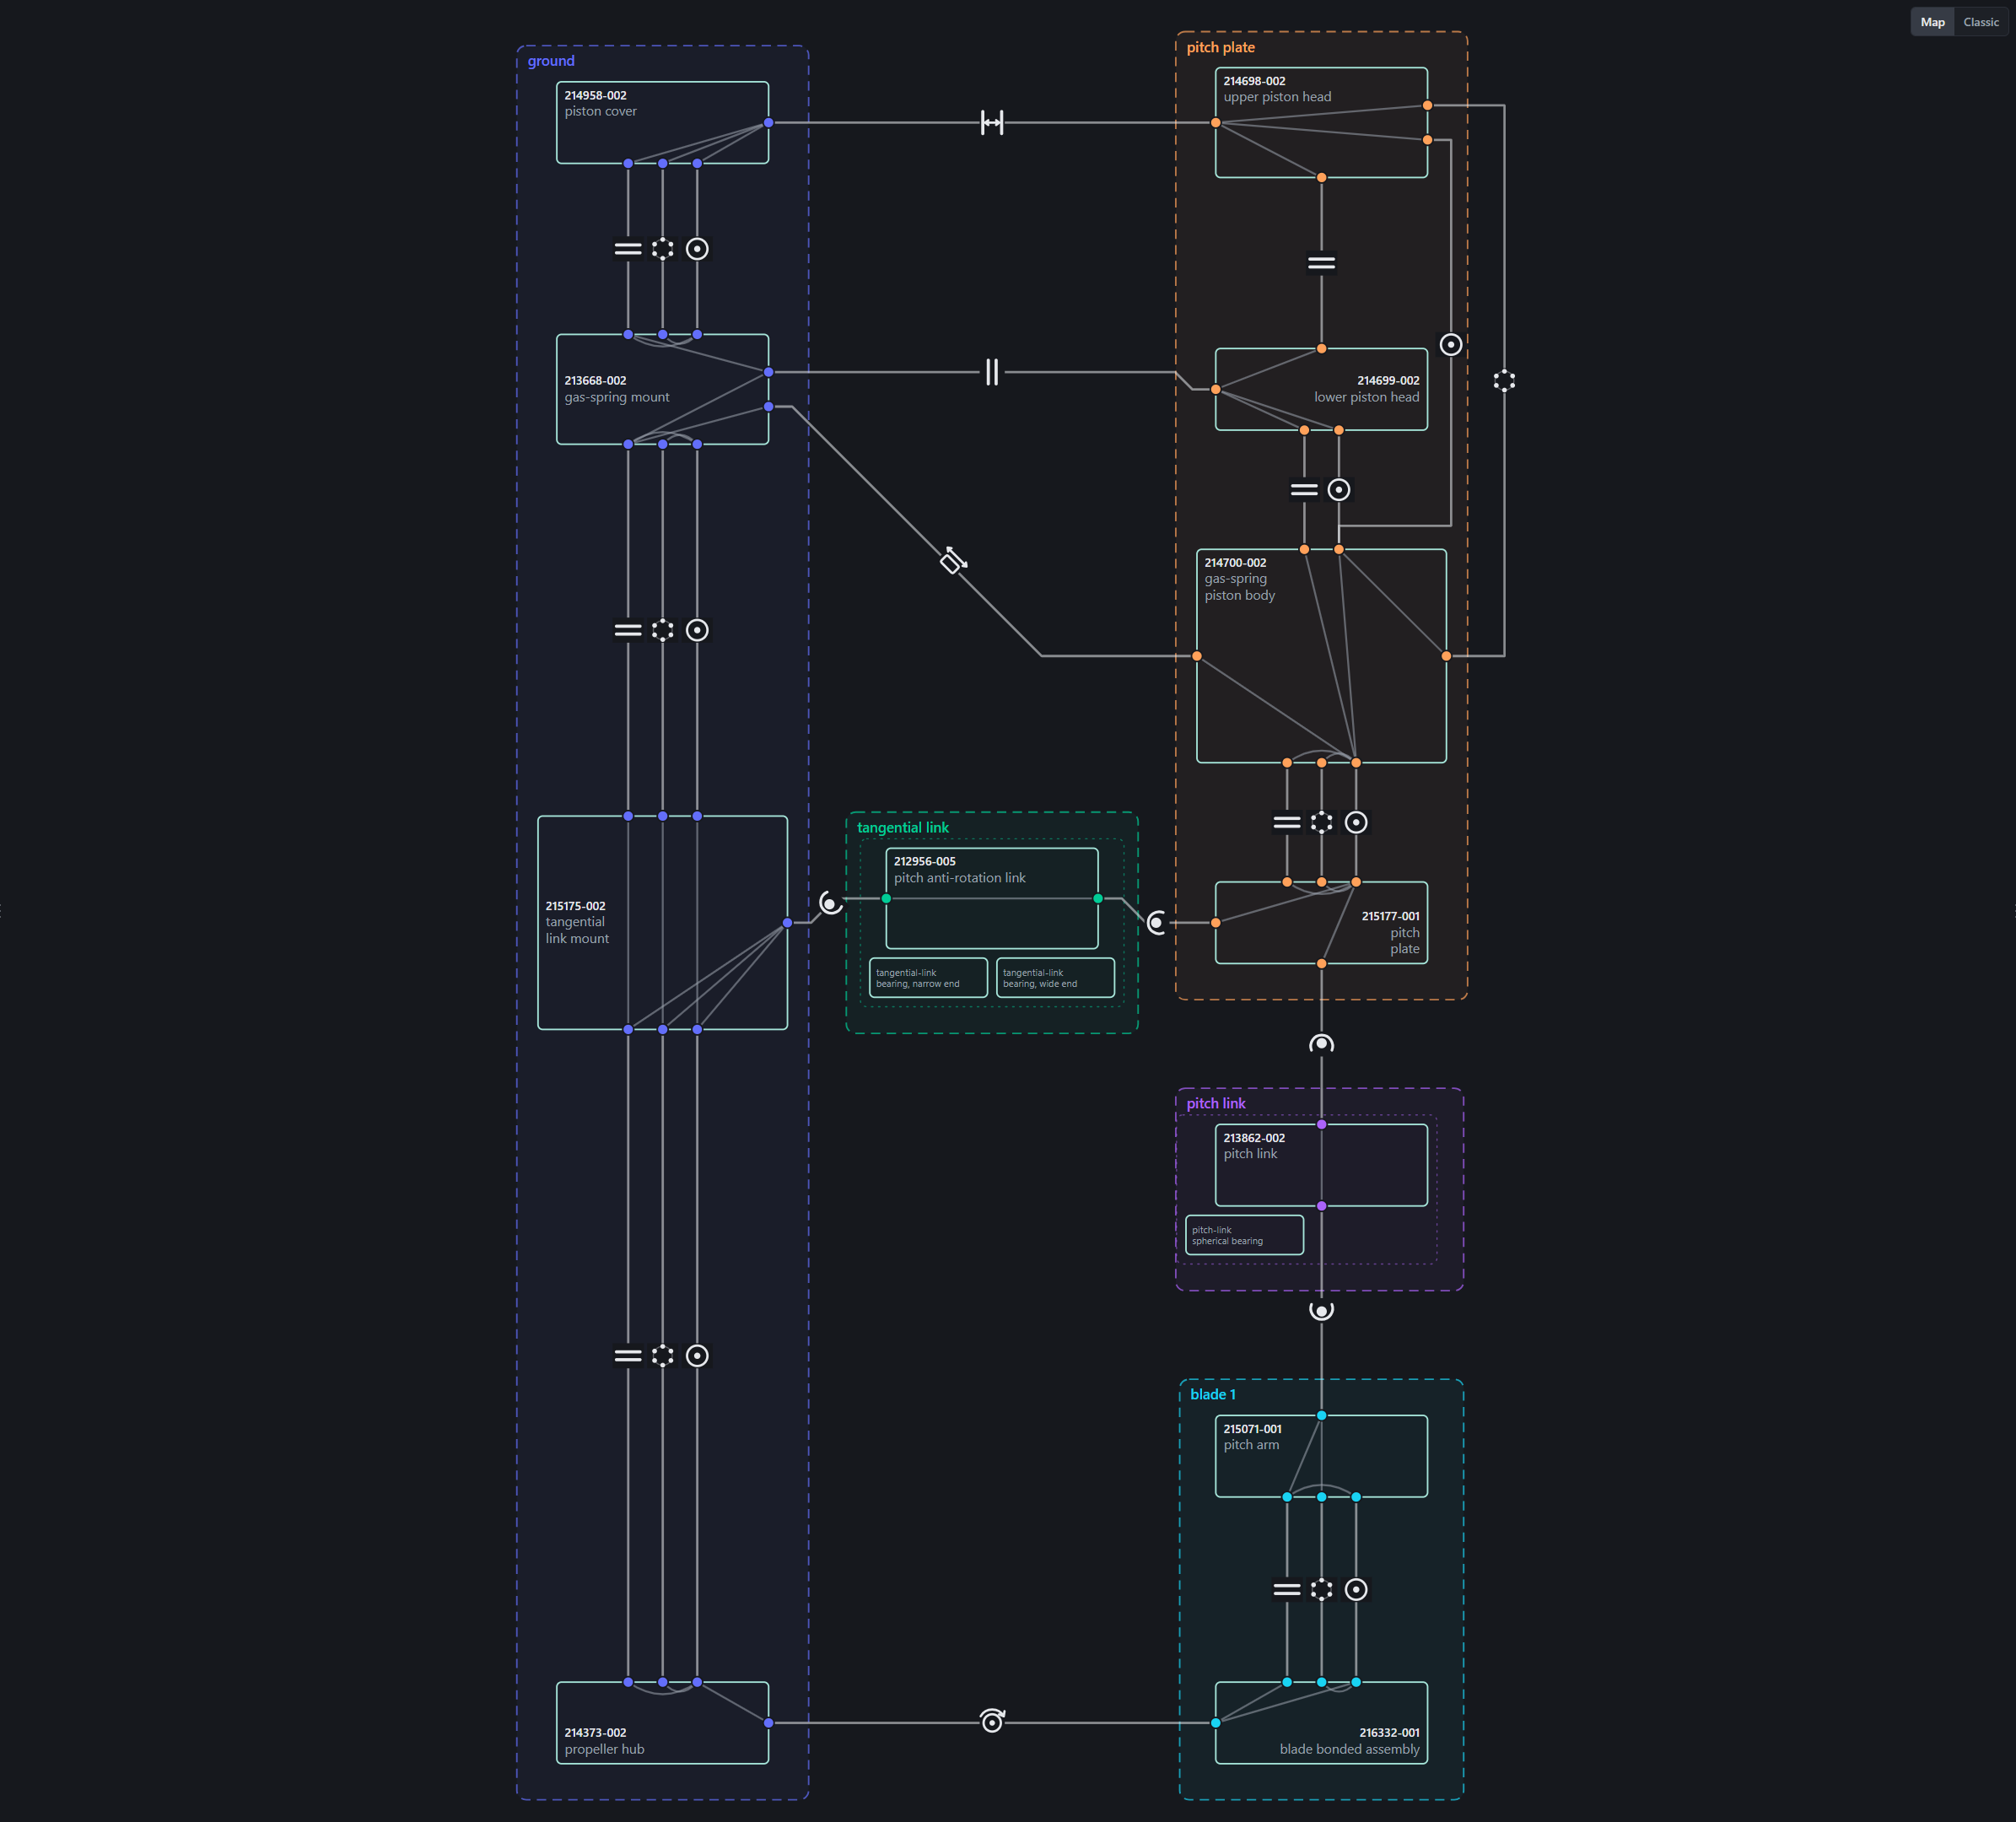 Map
Classic
ground
214958-002
piston cover
213668-002
gas-spring mount
215175-002
tangential
link mount
214373-002
propeller hub
tangential link
212956-005
pitch anti-rotation link
tangential-link
bearing, narrow end
tangential-link
bearing, wide end
pitch plate
214698-002
upper piston head
214699-002
lower piston head
214700-002
gas-spring
piston body
215177-001
pitch
plate
pitch link
213862-002
pitch link
pitch-link
spherical bearing
blade 1
215071-001
pitch arm
216332-001
blade bonded assembly